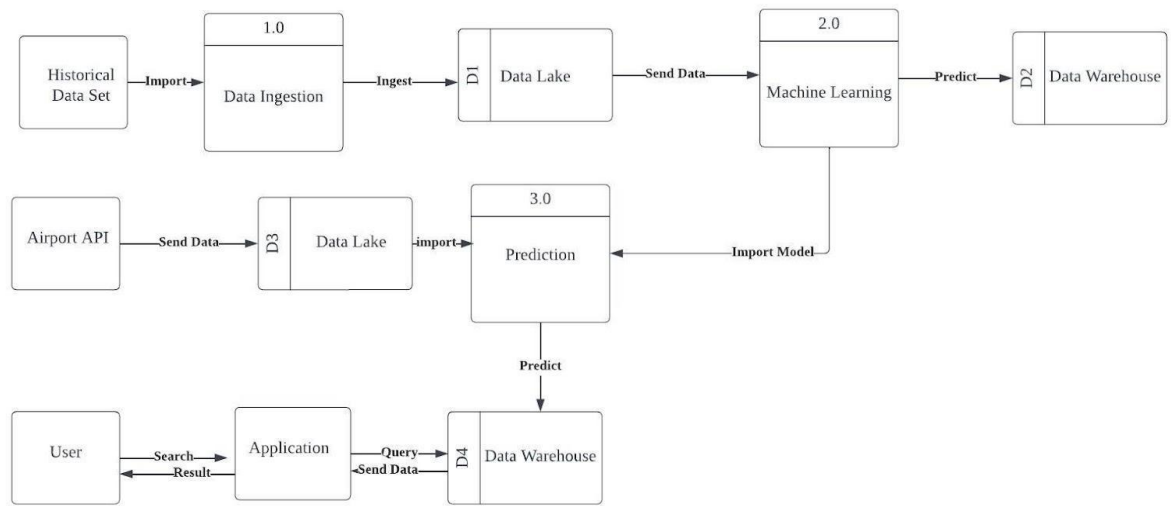 1.0
2.0
Historical
Data Set
Import
Data Ingestion
Ingest
D1
Data Lake
Send Data
Machine Learning
Predict
D2
Data Warehouse
3.0
Airport API
Send Data
D3
Data Lake
import
Prediction
Import Model
Predict
User
Search
Result
Application
Query
Send Data
D4
Data Warehouse